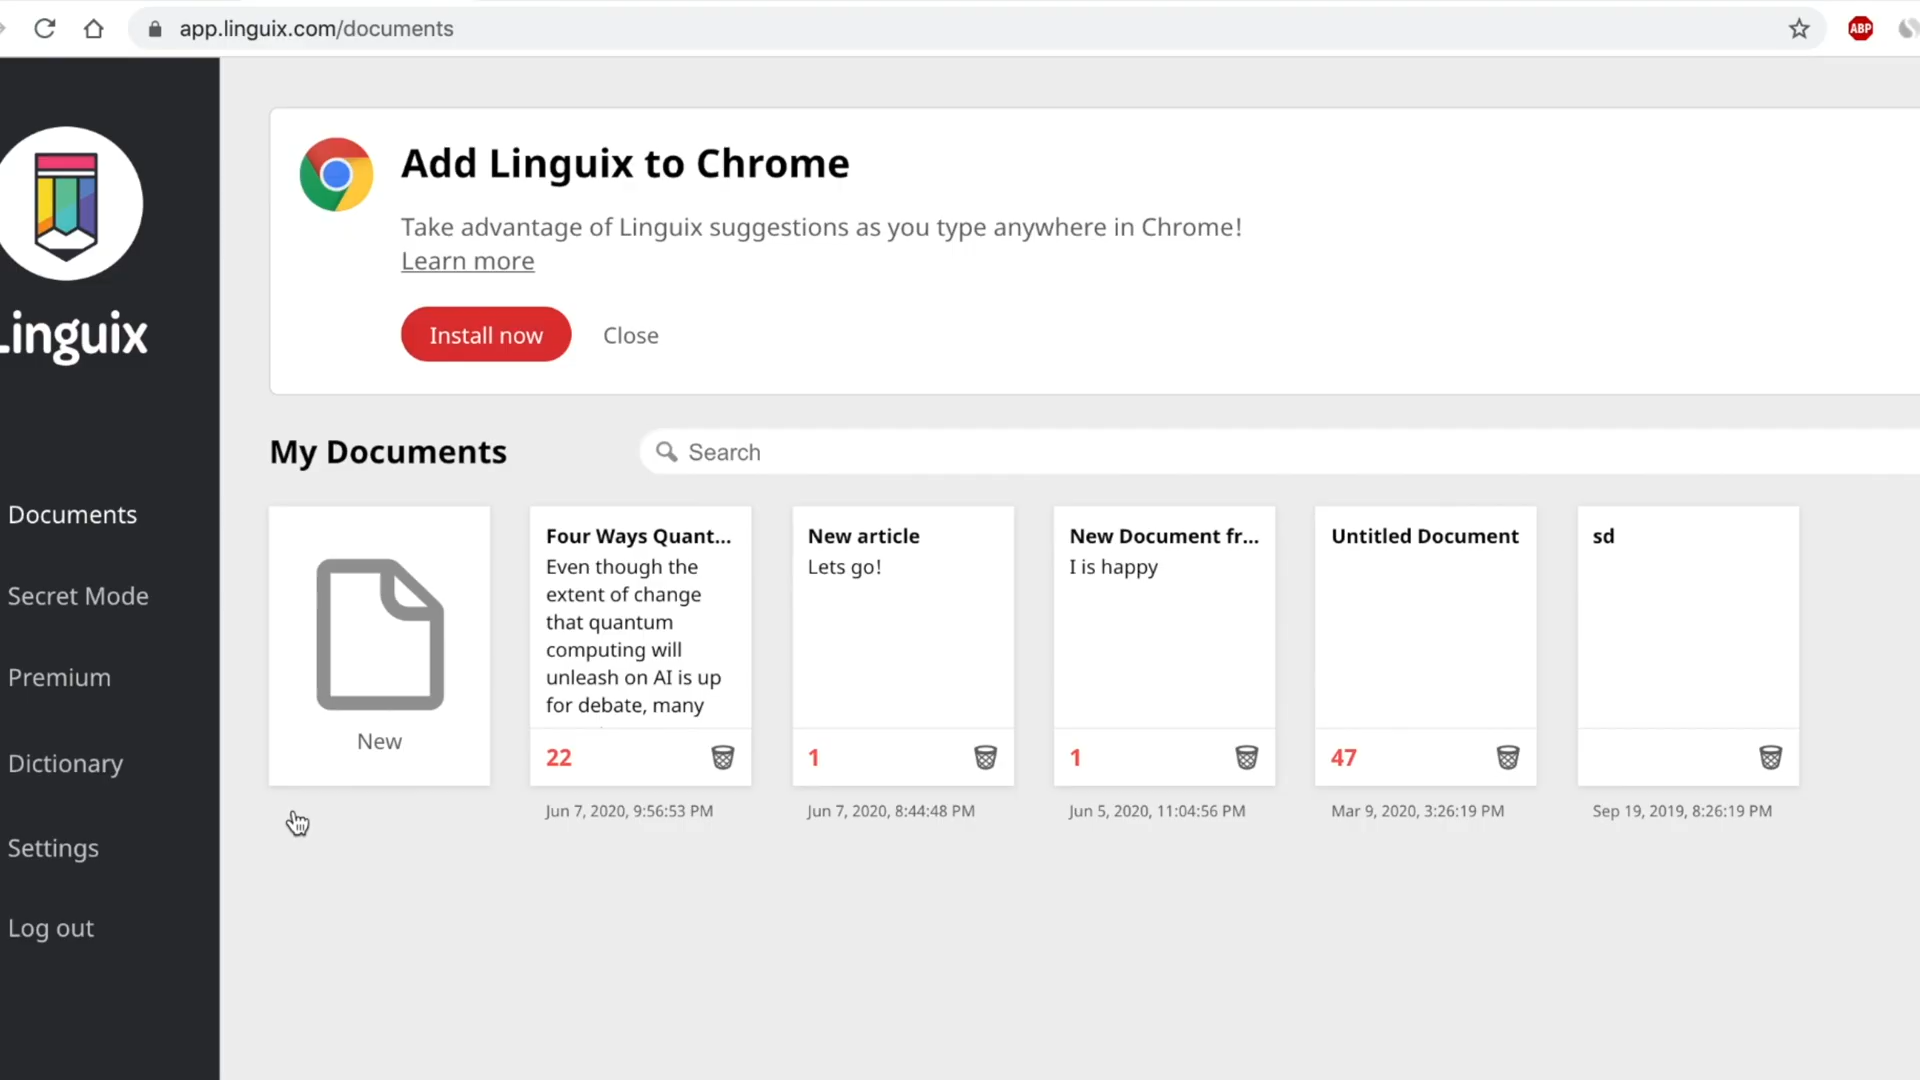 app.linguix.com/documents
ABP
Linguix
Documents
Secret Mode
Premium
Dictionary
Settings
Log out
Add Linguix to Chrome
Take advantage of Linguix suggestions as you type anywhere in Chrome!
Learn more
Install now
Close
My Documents
Search
New
Four Ways Quant...
Even though the
extent of change
that quantum
computing will
unleash on AI is up
for debate, many
22
Jun 7, 2020, 9:56:53 PM
New article
Lets go!
1
Jun 7, 2020, 8:44:48 PM
New Document fr...
I is happy
1
Jun 5, 2020, 11:04:56 PM
Untitled Document
47
Mar 9, 2020, 3:26:19 PM
sd
Sep 19, 2019, 8:26:19 PM